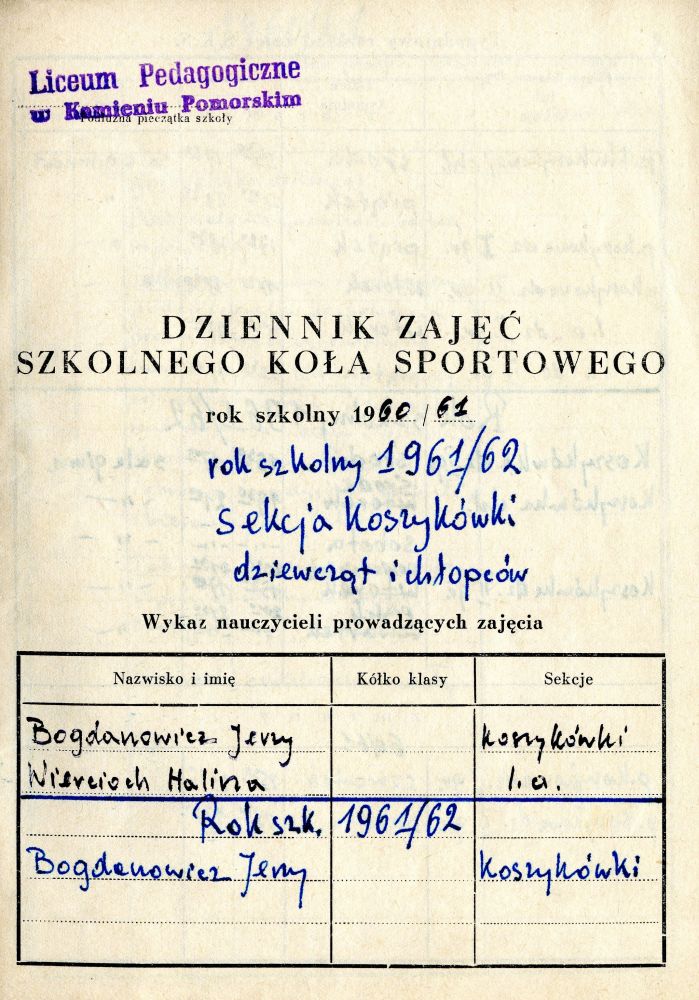 Liceum Pedagogiczne
w Kamieniu Pomorskim
Podłużna pieczątka szkoły
DZIENNIK ZAJĘĆ
SZKOLNEGO KOŁA SPORTOWEGO
rok szkolny 1960/61
rok szkolny 1961/62
Sekcja Koszykówki
dziewcząt i chłopców
Wykaz nauczycieli prowadzących zajęcia
Nazwisko i imię Kółko klasy Sekcje
Bogdanowicz Jerzy koszykówki
Wiercioch Halina l.a.
Rok szk. 1961/62
Bogdanowicz Jerzy Koszykówki